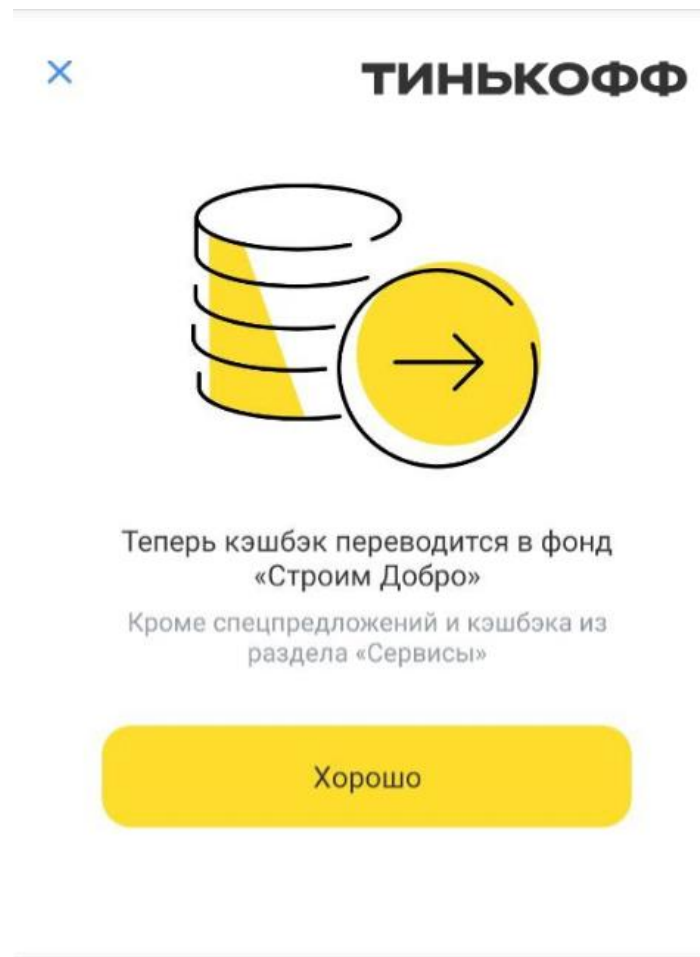 ТИНЬКОФФ
Теперь кэшбэк переводится в фонд
«Строим Добро»
Кроме спецпредложений и кэшбэка из
раздела «Сервисы»
Хорошо